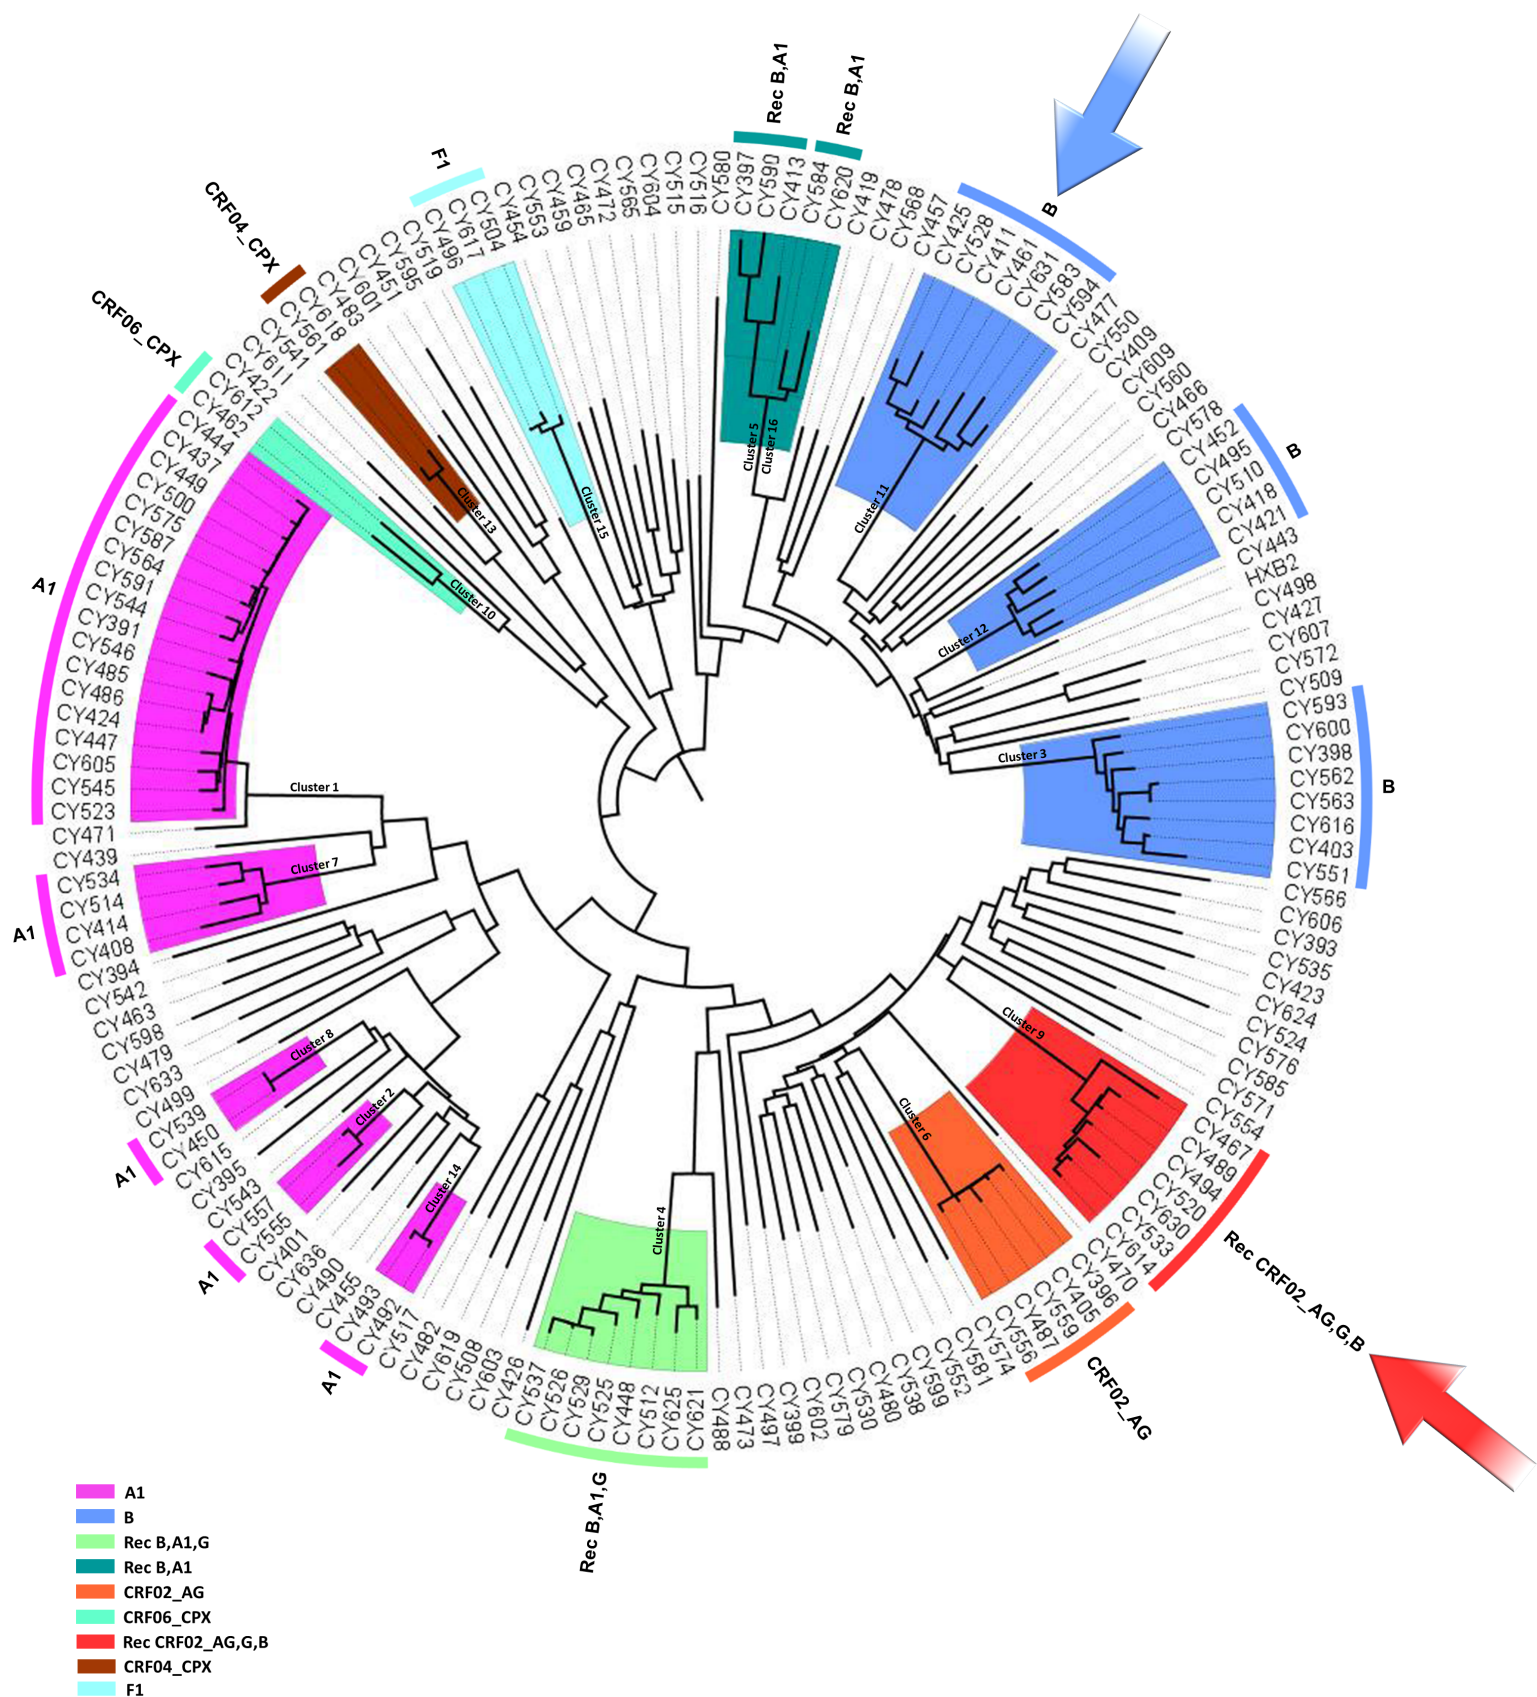 Rec B,A1
Rec B,A1
B
B
B
Rec CRF02_AG,G,B
CRF02_AG
Rec B,A1,G
A1
A1
A1
A1
A1
CRF06_CPX
CRF04_CPX
F1
CY580
CY397
CY590
CY413
CY584
CY620
CY419
CY478
CY568
CY457
CY425
CY528
CY411
CY461
CY631
CY583
CY594
CY477
CY550
CY409
CY609
CY560
CY466
CY578
CY452
CY495
CY510
CY418
CY421
CY443
HXB2
CY498
CY427
CY607
CY572
CY509
CY593
CY600
CY398
CY562
CY563
CY616
CY403
CY551
CY566
CY606
CY393
CY535
CY423
CY624
CY524
CY576
CY585
CY571
CY554
CY467
CY489
CY494
CY520
CY630
CY533
CY614
CY470
CY396
CY405
CY559
CY556
CY487
CY574
CY581
CY552
CY599
CY538
CY480
CY530
CY579
CY602
CY399
CY497
CY473
CY488
CY621
CY625
CY512
CY448
CY525
CY529
CY526
CY537
CY426
CY603
CY508
CY619
CY482
CY517
CY492
CY493
CY455
CY490
CY636
CY401
CY555
CY557
CY543
CY395
CY615
CY450
CY539
CY499
CY633
CY479
CY598
CY463
CY542
CY394
CY408
CY414
CY514
CY534
CY439
CY471
CY523
CY545
CY605
CY447
CY424
CY486
CY485
CY546
CY391
CY544
CY591
CY564
CY587
CY575
CY500
CY449
CY437
CY444
CY462
CY612
CY422
CY611
CY541
CY561
CY618
CY483
CY601
CY451
CY595
CY519
CY496
CY617
CY504
CY454
CY553
CY459
CY465
CY472
CY565
CY604
CY515
CY516
Cluster 5
Cluster 16
Cluster 11
Cluster 12
Cluster 3
Cluster 9
Cluster 6
Cluster 4
Cluster 14
Cluster 2
Cluster 8
Cluster 7
Cluster 1
Cluster 10
Cluster 13
Cluster 15
A1
B
Rec B,A1,G
Rec B,A1
CRF02_AG
CRF06_CPX
Rec CRF02_AG,G,B
CRF04_CPX
F1